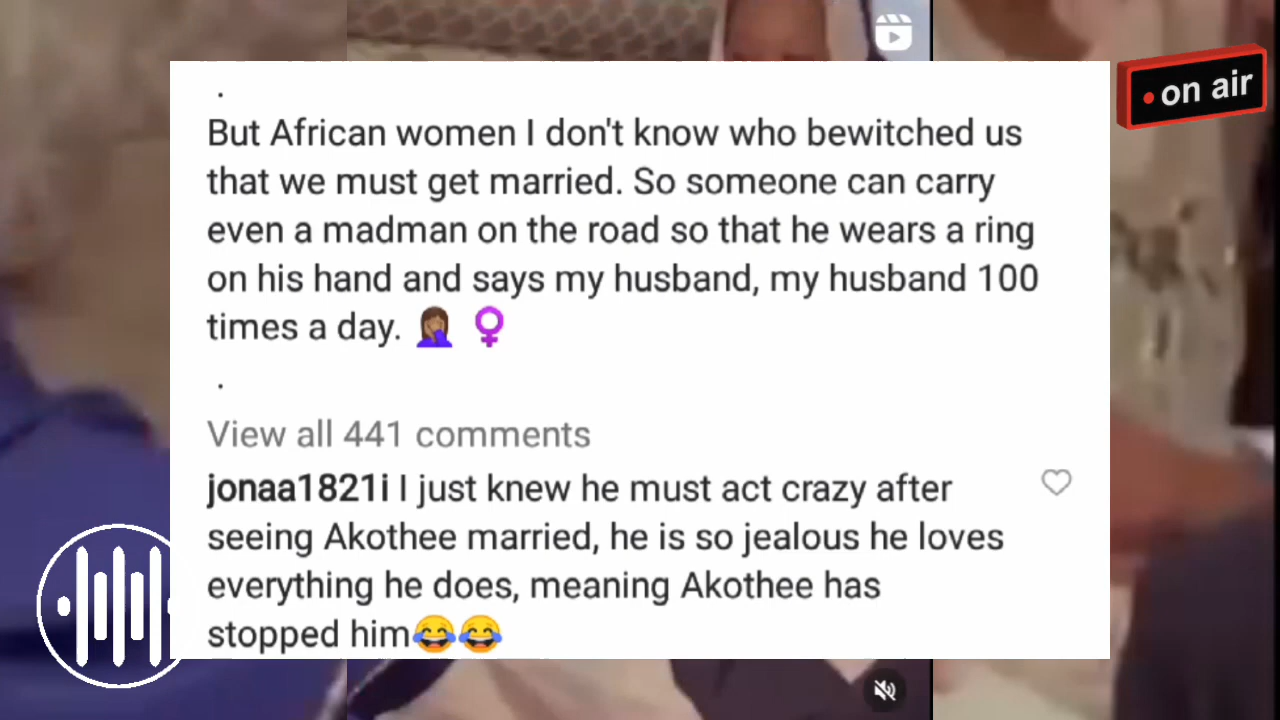 • on air
.
But African women I don't know who bewitched us
that we must get married. So someone can carry
even a madman on the road so that he wears a ring
on his hand and says my husband, my husband 100
times a day. 🤦🏾‍♀ ♀
.
View all 441 comments
jonaa1821i I just knew he must act crazy after
seeing Akothee married, he is so jealous he loves
everything he does, meaning Akothee has
stopped him😂😂